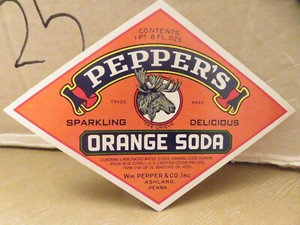 25
CONTENTS
1 PT. 8 FL. OZS.
PEPPER'S
TRADE MARK
SPARKLING DELICIOUS
ORANGE SODA
WM. PEPPER & CO., INC.
ASHLAND,
PENNA.